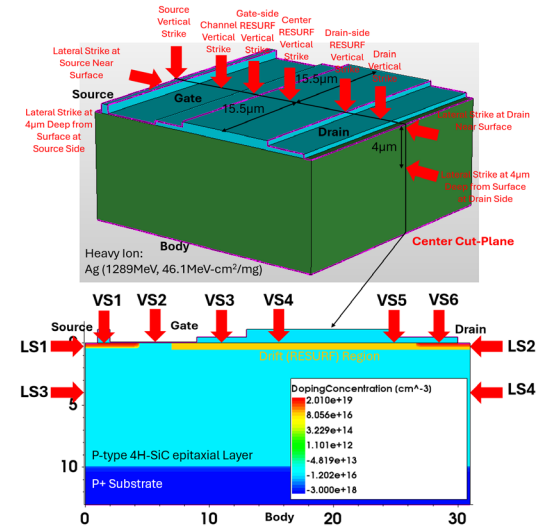 Source
Vertical
Strike
Channel
Vertical
Strike
Gate-side
RESURF
Vertical
Strike
Center
RESURF
Vertical
Strike
Drain-side
RESURF
Vertical
Strike
Drain
Vertical
Strike
Lateral Strike at
Source Near
Surface
Source
Gate
15.5μm
15.5μm
Drain
Lateral Strike at
4μm Deep from
Surface at
Source Side
Lateral Strike at Drain
Near Surface
4μm
Lateral Strike at 4μm
Deep from Surface
at Drain Side
Center Cut-Plane
Body
Heavy Ion:
Ag (1289MeV, 46.1MeV-cm²/mg)
VS1 VS2 VS3 VS4 VS5 VS6
Source Gate Drain
LS1 LS2
Drift (RESURF) Region
LS3 LS4
0
5
10
DopingConcentration (cm^-3)
2.010e+19
8.056e+16
3.229e+14
1.101e+12
-4.819e+13
-1.202e+16
-3.000e+18
P-type 4H-SiC epitaxial Layer
P+ Substrate
0 10 20 30
Body